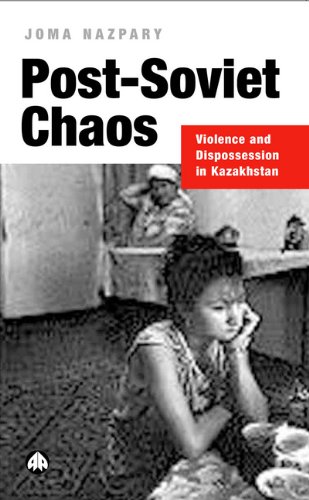 JOMA NAZPARY
Post-Soviet
Chaos
Violence and
Dispossession
in Kazakhstan